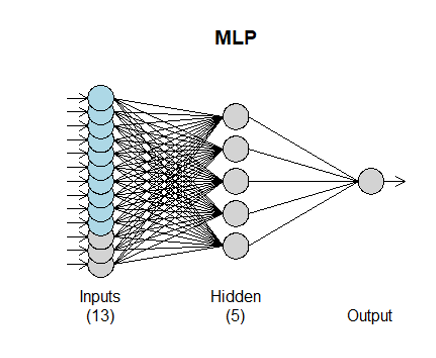 MLP
Inputs
(13)
Hidden
(5)
Output